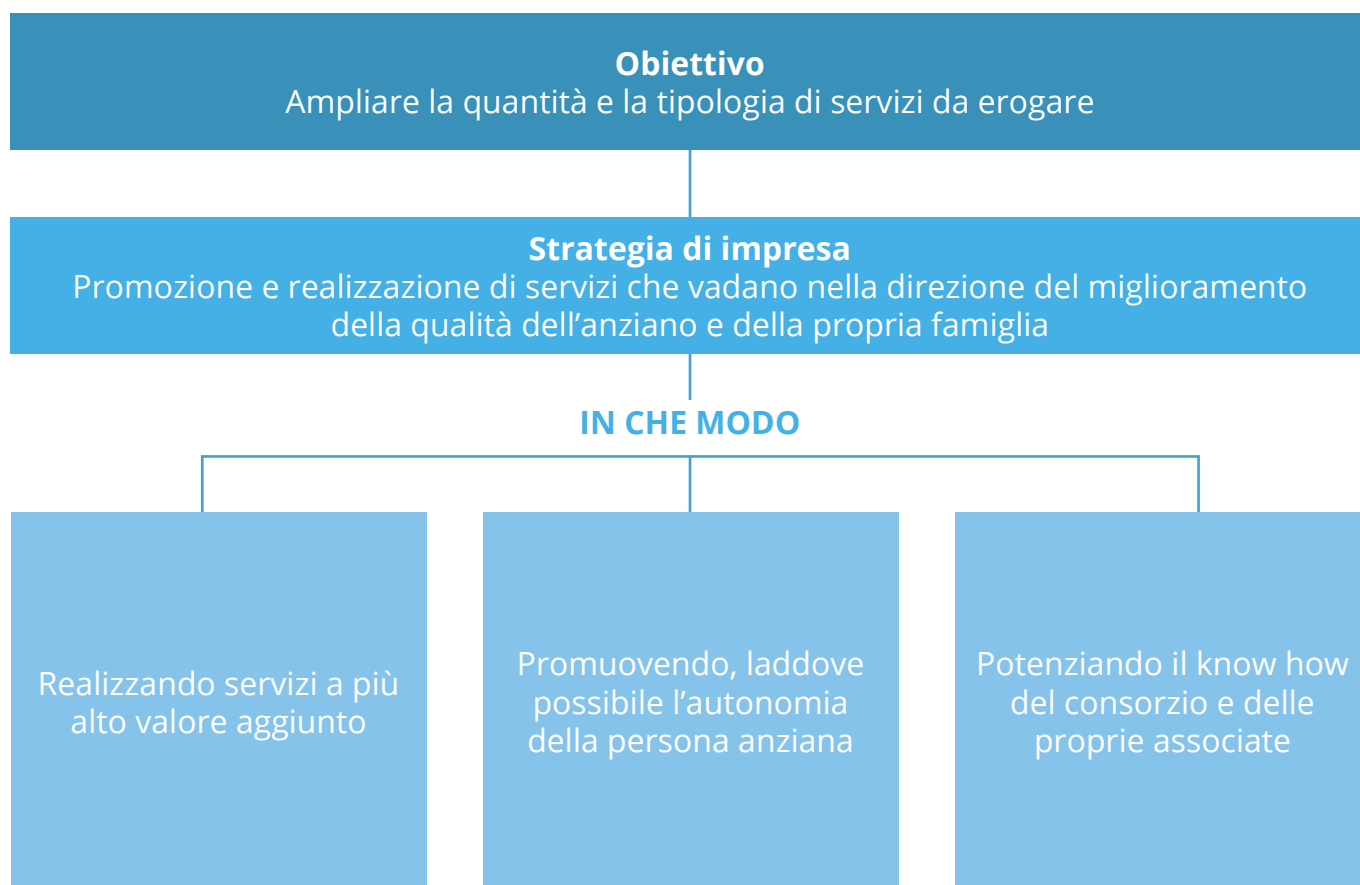 Obiettivo
Ampliare la quantità e la tipologia di servizi da erogare
Strategia di impresa
Promozione e realizzazione di servizi che vadano nella direzione del miglioramento
della qualità dell’anziano e della propria famiglia
IN CHE MODO
Realizzando servizi a più
alto valore aggiunto
Promuovendo, laddove
possibile l’autonomia
della persona anziana
Potenziando il know how
del consorzio e delle
proprie associate